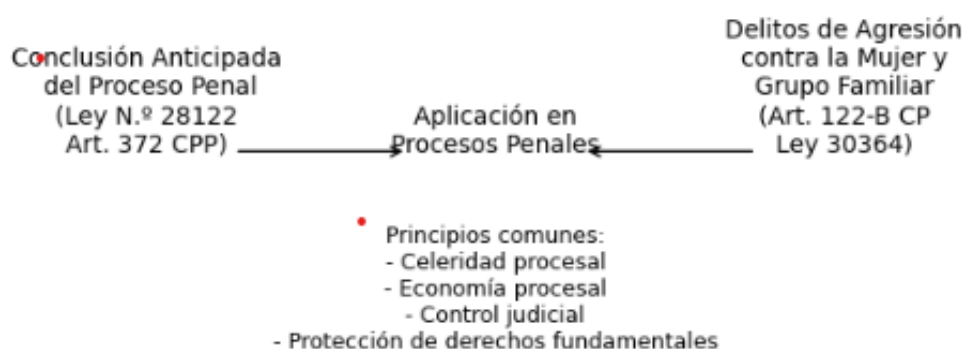 Conclusión Anticipada
del Proceso Penal
(Ley N.º 28122
Art. 372 CPP)
Aplicación en
Procesos Penales
Delitos de Agresión
contra la Mujer y
Grupo Familiar
(Art. 122-B CP
Ley 30364)
Principios comunes:
- Celeridad procesal
- Economía procesal
- Control judicial
- Protección de derechos fundamentales